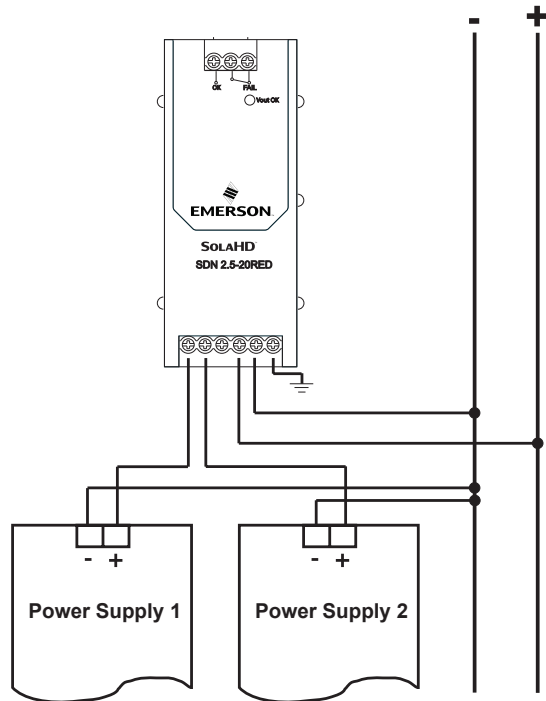 - +
OK FAIL
Vout OK
EMERSON
SOLAHD
SDN 2.5-20RED
- + - +
Power Supply 1 Power Supply 2